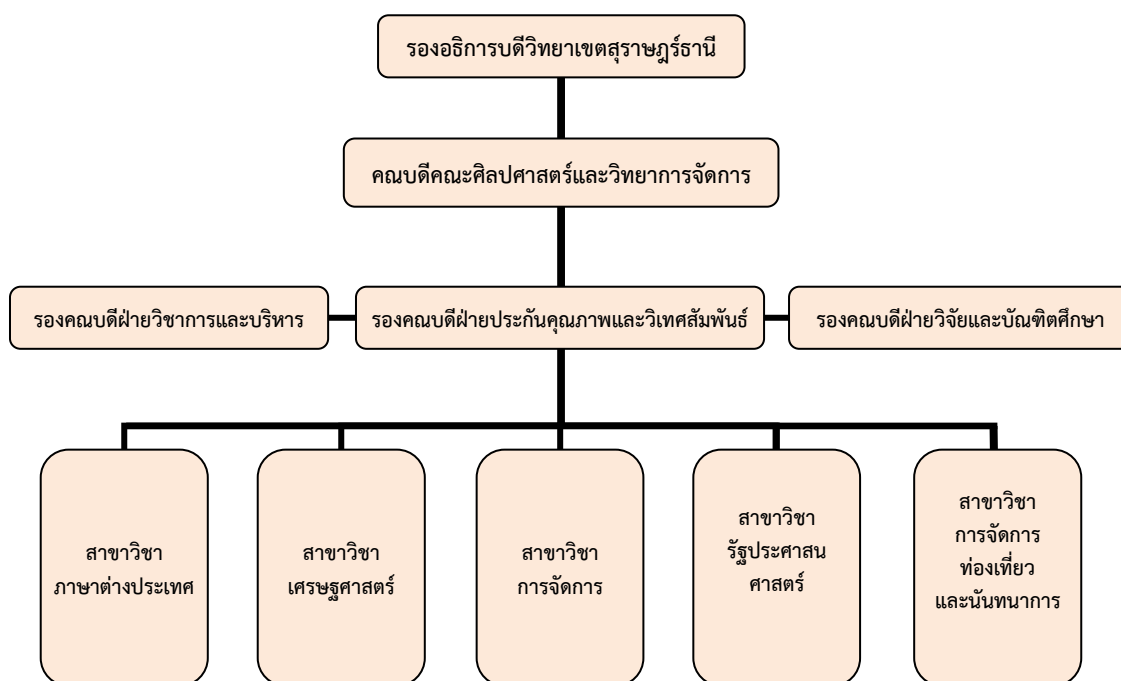 รองอธิการบดีวิทยาเขตสุราษฎร์ธานี
คณบดีคณะศิลปศาสตร์และวิทยาการจัดการ
รองคณบดีฝ่ายวิชาการและบริหาร
รองคณบดีฝ่ายประกันคุณภาพและวิเทศสัมพันธ์
รองคณบดีฝ่ายวิจัยและบัณฑิตศึกษา
สาขาวิชา
ภาษาต่างประเทศ
สาขาวิชา
เศรษฐศาสตร์
สาขาวิชา
การจัดการ
สาขาวิชา
รัฐประศาสน
ศาสตร์
สาขาวิชา
การจัดการ
ท่องเที่ยว
และนันทนาการ